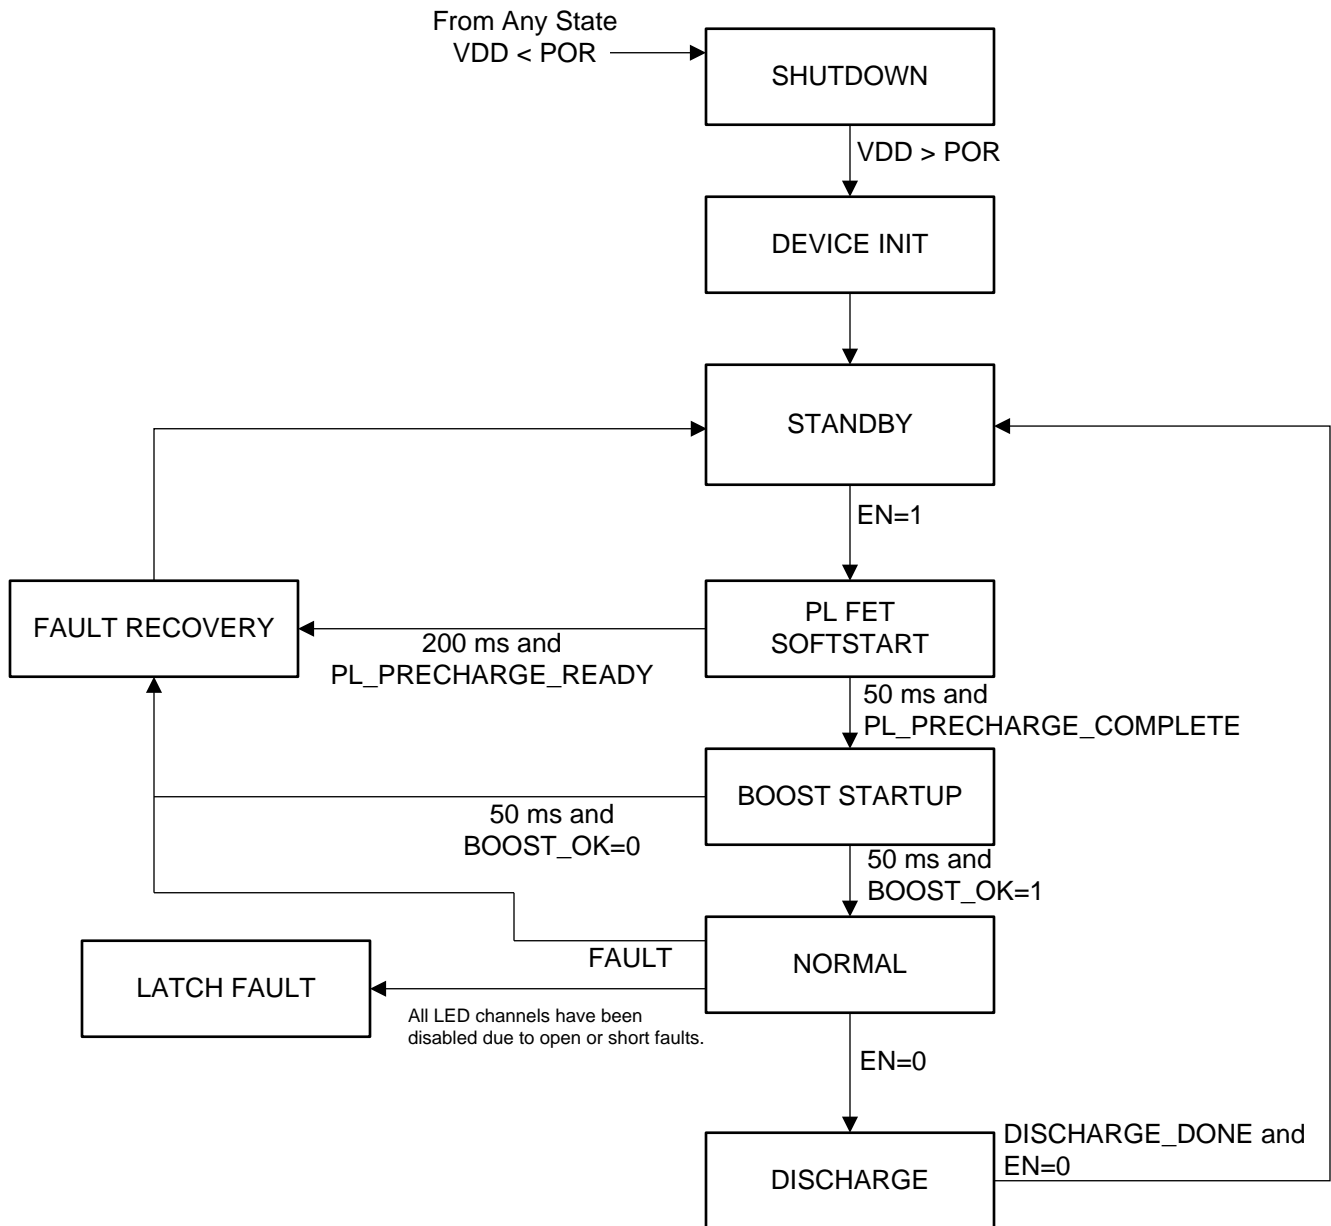 From Any State
VDD < POR
SHUTDOWN
VDD > POR
DEVICE INIT
STANDBY
EN=1
FAULT RECOVERY
PL FET
SOFTSTART
200 ms and
PL_PRECHARGE_READY
50 ms and
PL_PRECHARGE_COMPLETE
BOOST STARTUP
50 ms and
BOOST_OK=0
50 ms and
BOOST_OK=1
NORMAL
FAULT
LATCH FAULT
All LED channels have been
disabled due to open or short faults.
EN=0
DISCHARGE_DONE and
EN=0
DISCHARGE